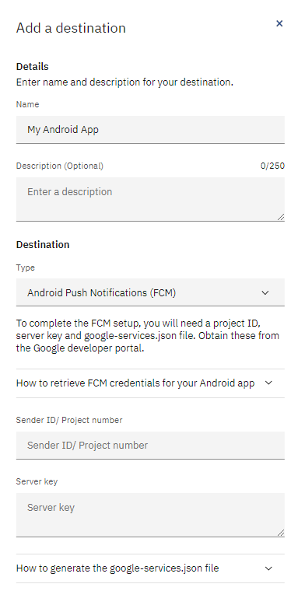 Add a destination
Details
Enter name and description for your destination.
Name
My Android App
Description (Optional) 0/250
Enter a description
Destination
Type
Android Push Notifications (FCM)
To complete the FCM setup, you will need a project ID,
server key and google-services.json file. Obtain these from
the Google developer portal.
How to retrieve FCM credentials for your Android app
Sender ID/ Project number
Sender ID/ Project number
Server key
Server key
How to generate the google-services.json file